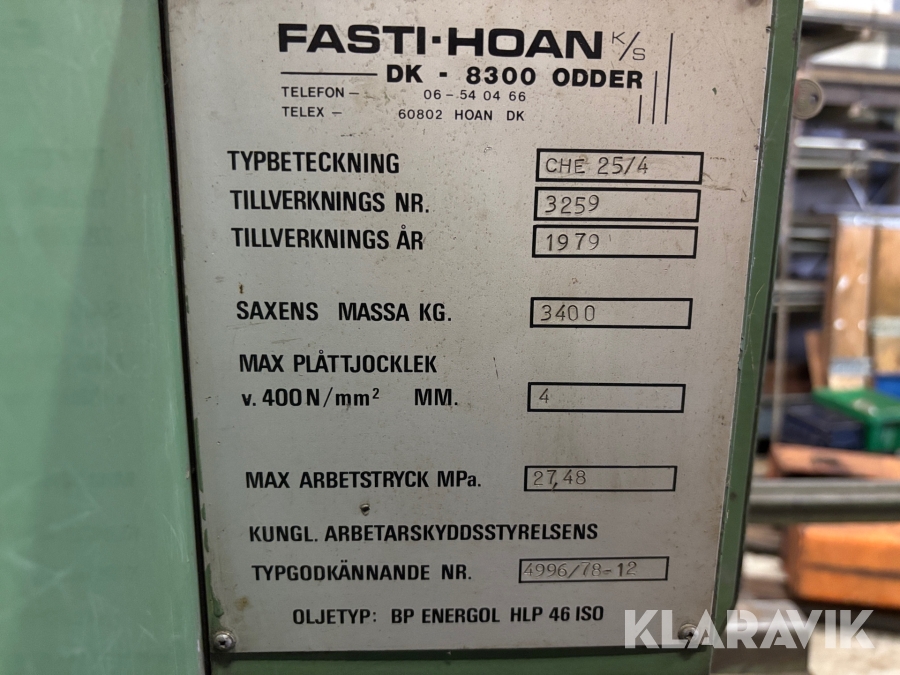 FASTI·HOAN K/S
DK - 8300 ODDER
TELEFON - 06 - 54 04 66
TELEX - 60802 HOAN DK
TYPBETECKNING CHE 25/4
TILLVERKNINGS NR. 3259
TILLVERKNINGS ÅR 1979
SAXENS MASSA KG. 3400
MAX PLÅTTJOCKLEK
v. 400 N/mm² MM. 4
MAX ARBETSTRYCK MPa. 27,48
KUNGL. ARBETARSKYDDSSTYRELSENS
TYPGODKÄNNANDE NR. 4996/78-12
OLJETYP: BP ENERGOL HLP 46 ISO
KLARAVIK